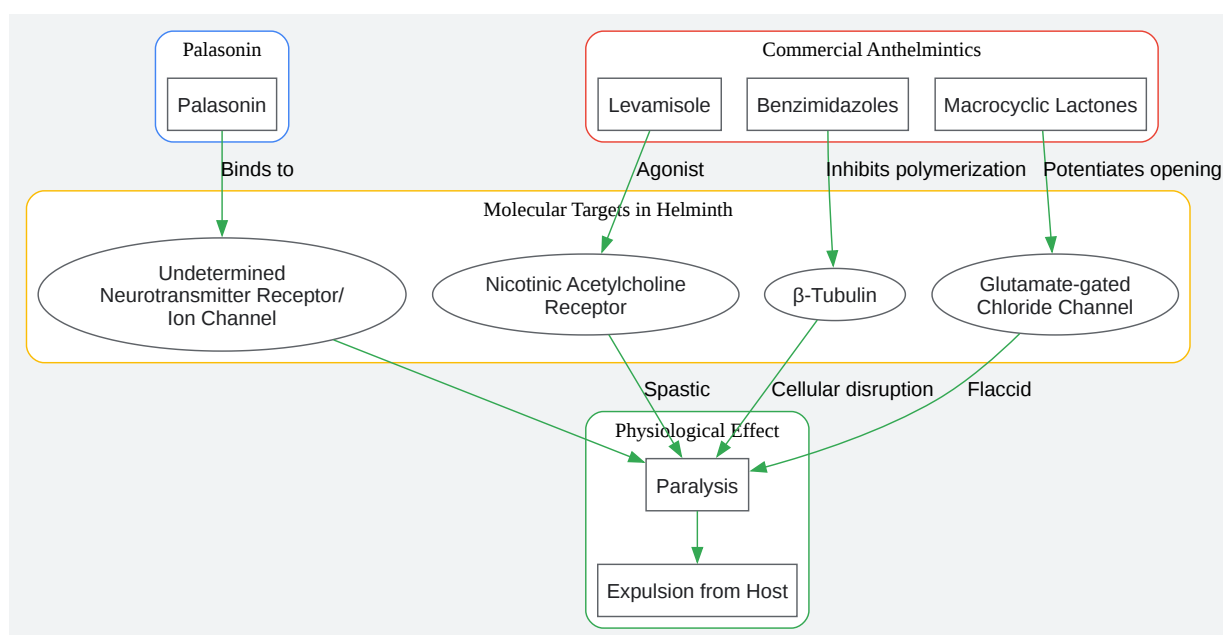 Palasonin
Commercial Anthelmintics
Palasonin
Levamisole
Benzimidazoles
Macrocyclic Lactones
Binds to
Agonist
Inhibits polymerization
Potentiates opening
Molecular Targets in Helminth
Undetermined
Neurotransmitter Receptor/
Ion Channel
Nicotinic Acetylcholine
Receptor
β-Tubulin
Glutamate-gated
Chloride Channel
Spastic
Cellular disruption
Flaccid
Physiological Effect
Paralysis
Expulsion from Host